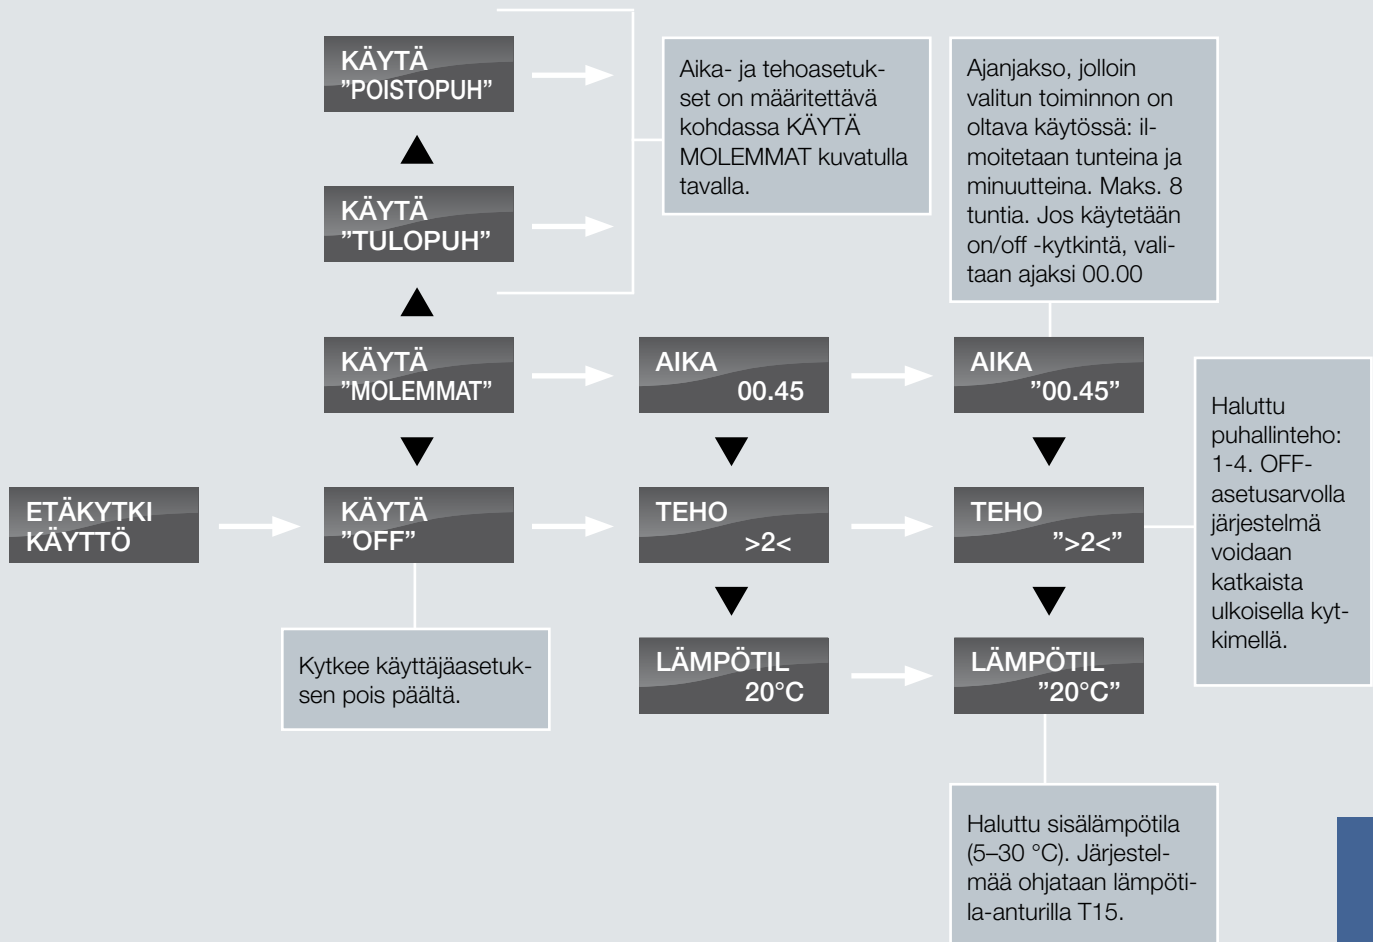 KÄYTÄ
”POISTOPUH”
Aika- ja tehoasetuk-
set on määritettävä
kohdassa KÄYTÄ
MOLEMMAT kuvatulla
tavalla.
Ajanjakso, jolloin
valitun toiminnon on
oltava käytössä: il-
moitetaan tunteina ja
minuutteina. Maks. 8
tuntia. Jos käytetään
on/off -kytkintä, vali-
taan ajaksi 00.00
KÄYTÄ
”TULOPUH”
KÄYTÄ
”MOLEMMAT”
AIKA
00.45
AIKA
”00.45”
Haluttu
puhallinteho:
1-4. OFF-
asetusarvolla
järjestelmä
voidaan
katkaista
ulkoisella kyt-
kimellä.
ETÄKYTKI
KÄYTTÖ
KÄYTÄ
”OFF”
TEHO
>2<
TEHO
”>2<”
Kytkee käyttäjäasetuk-
sen pois päältä.
LÄMPÖTIL
20°C
LÄMPÖTIL
”20°C”
Haluttu sisälämpötila
(5–30 °C). Järjestel-
mää ohjataan lämpöti-
la-anturilla T15.